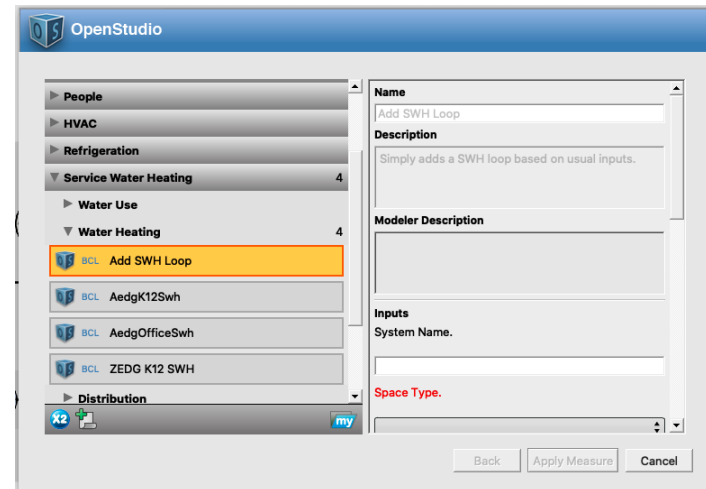 OpenStudio
People
HVAC
Refrigeration
Service Water Heating 4
Water Use
Water Heating 4
BCL Add SWH Loop
BCL AedgK12Swh
BCL AedgOfficeSwh
BCL ZEDG K12 SWH
Distribution
x2
my
Name
Add SWH Loop
Description
Simply adds a SWH loop based on usual inputs.
Modeler Description
Inputs
System Name.
Space Type.
Back Apply Measure Cancel